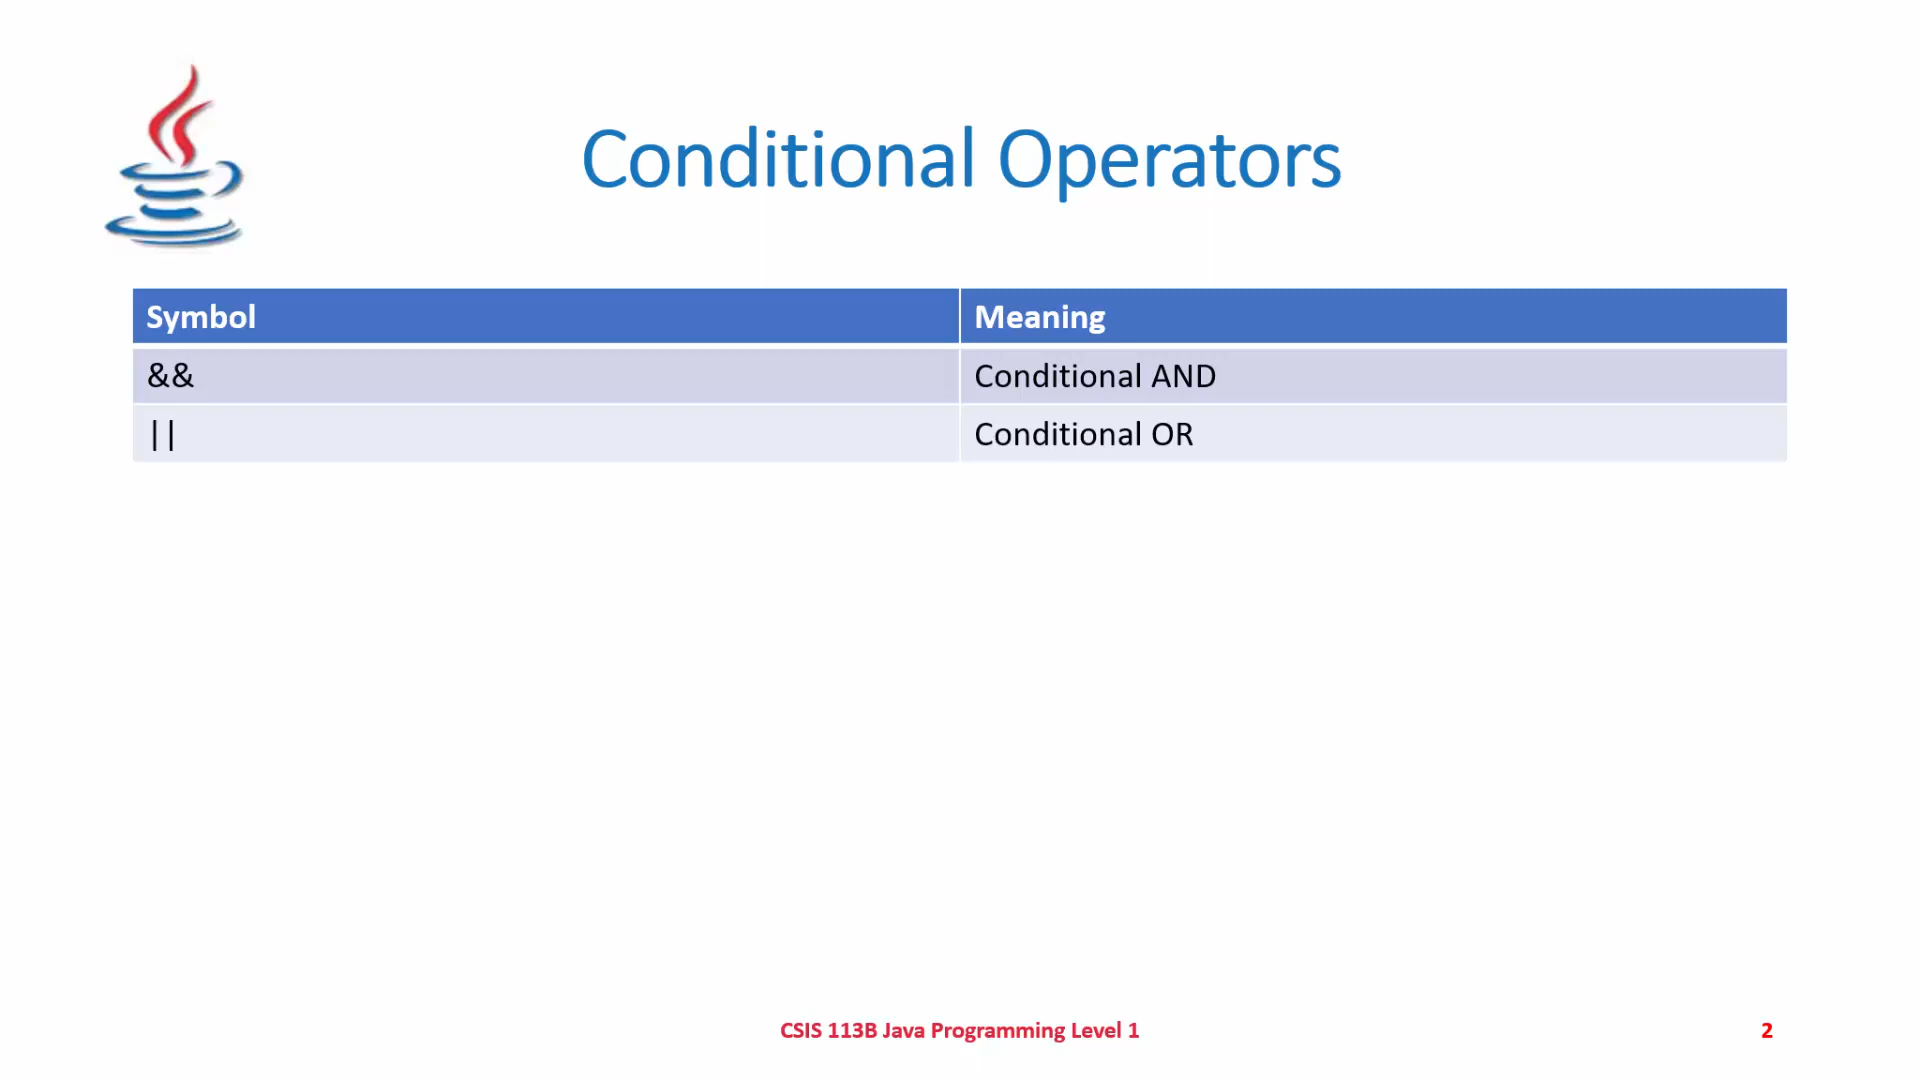 Conditional Operators
Symbol Meaning
&& Conditional AND
|| Conditional OR
CSIS 113B Java Programming Level 1 2